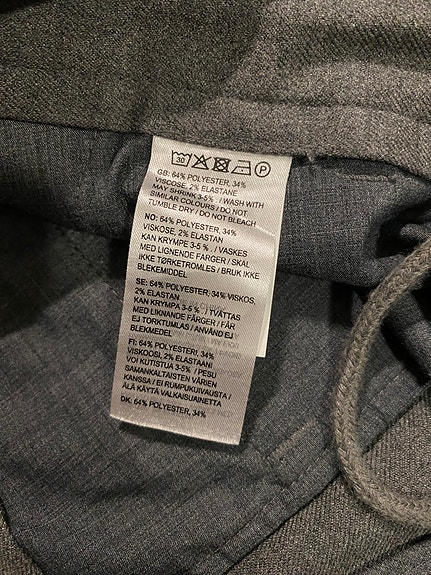 30 P
GB: 64% POLYESTER, 34%
VISCOSE, 2% ELASTANE
MAY SHRINK 3-5% ./ WASH WITH
SIMILAR COLOURS / DO NOT
TUMBLE DRY / DO NOT BLEACH
NO: 64% POLYESTER, 34%
VISKOSE, 2% ELASTAN
KAN KRYMPE 3-5 % . / VASKES
MED LIGNENDE FARGER / SKAL
IKKE TØRKETROMLES / BRUK IKKE
BLEKEMIDDEL
SE: 64% POLYESTER, 34% VISKOS,
2% ELASTAN
KAN KRYMPA 3-5 % ./ TVÄTTAS
MED LIKNANDE FÄRGER / FÅR
EJ TORKTUMLAS / ANVÄND EJ
BLEKMEDEL
FI: 64% POLYESTERI, 34%
VISKOOSI, 2% ELASTAANI
VOI KUTISTUA 3-5% ./ PESU
SAMANKALTAISTEN VÄRIEN
KANSSA / EI RUMPUKUIVAUSTA /
ÄLÄ KÄYTÄ VALKAISUAINETTA
DK: 64% POLYESTER, 34%